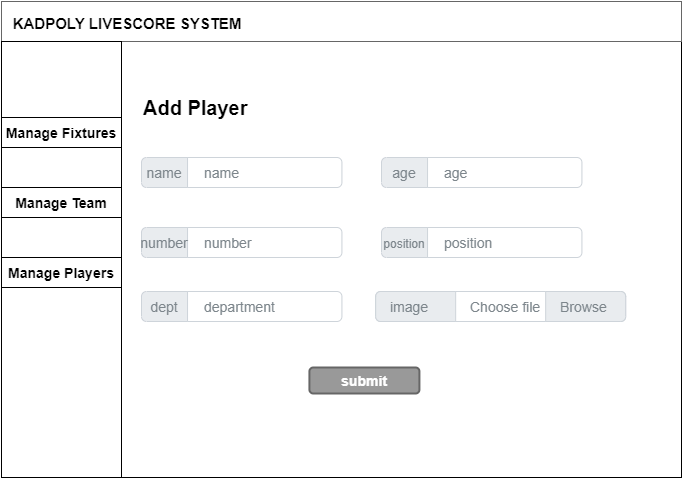 KADPOLY LIVESCORE SYSTEM
Add Player
Manage Fixtures
name name age age
Manage Team
number number position position
Manage Players
dept department image Choose file Browse
submit